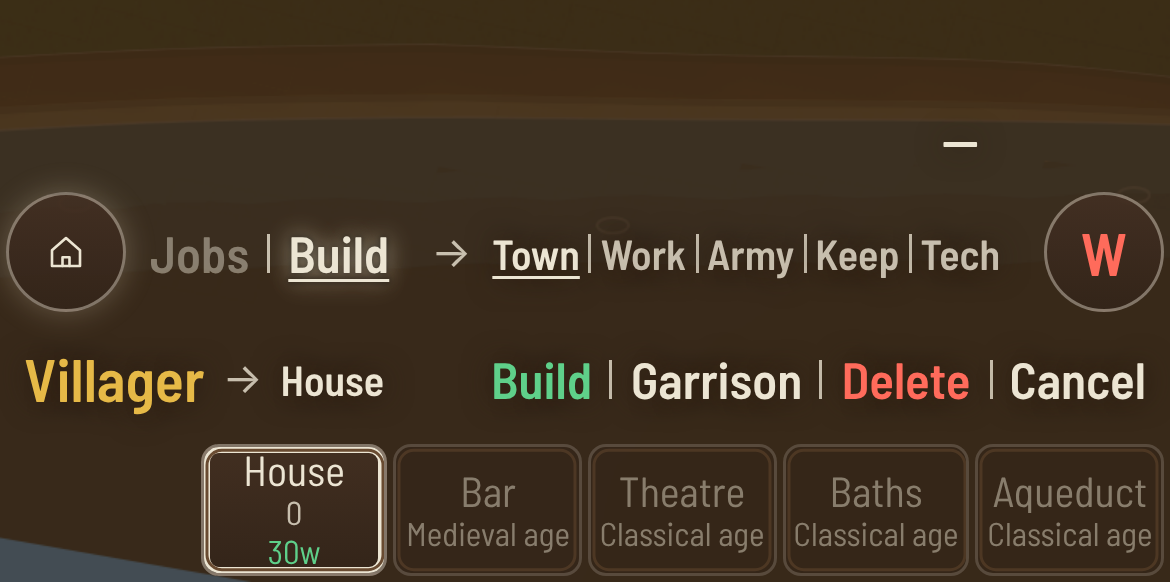 Jobs | Build → Town | Work | Army | Keep | Tech W
Villager → House Build | Garrison | Delete | Cancel
House Bar Theatre Baths Aqueduct
0 Medieval age Classical age Classical age Classical age
30w